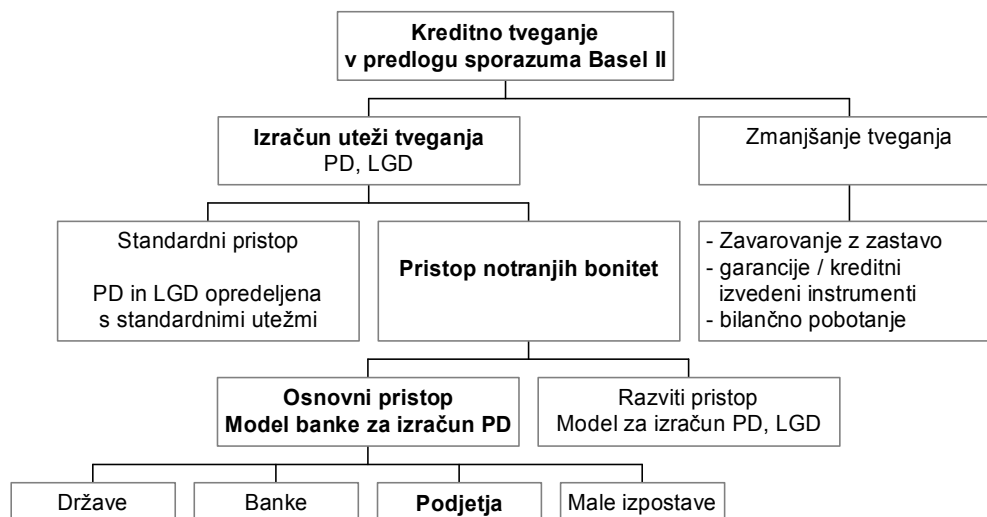 Kreditno tveganje
v predlogu sporazuma Basel II
Izračun uteži tveganja
PD, LGD
Zmanjšanje tveganja
Standardni pristop
PD in LGD opredeljena
s standardnimi utežmi
Pristop notranjih bonitet
- Zavarovanje z zastavo
- garancije / kreditni
izvedeni instrumenti
- bilančno pobotanje
Osnovni pristop
Model banke za izračun PD
Razviti pristop
Model za izračun PD, LGD
Države
Banke
Podjetja
Male izpostave